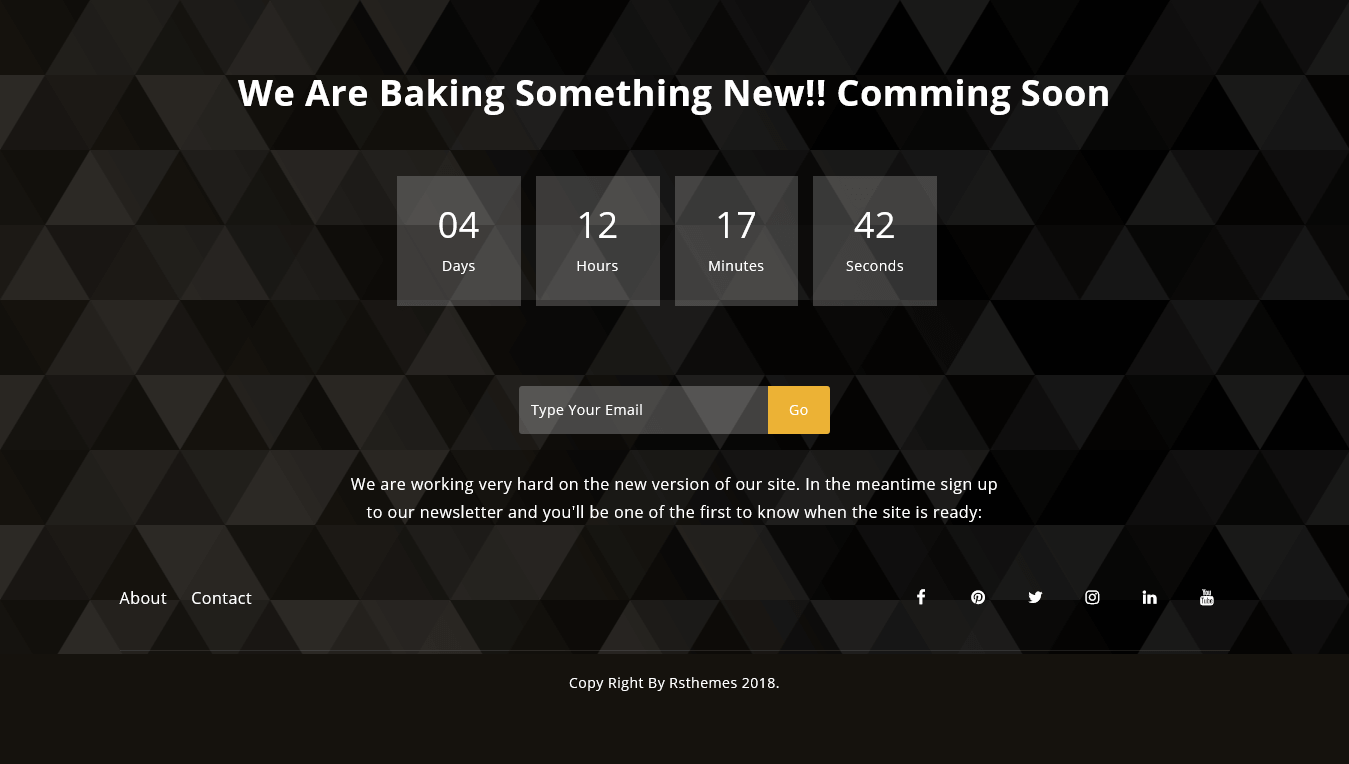 We Are Baking Something New!! Comming Soon
04 12 17 42
Days Hours Minutes Seconds
Type Your Email Go
We are working very hard on the new version of our site. In the meantime sign up
to our newsletter and you'll be one of the first to know when the site is ready:
About Contact
You Tube
Copy Right By Rsthemes 2018.